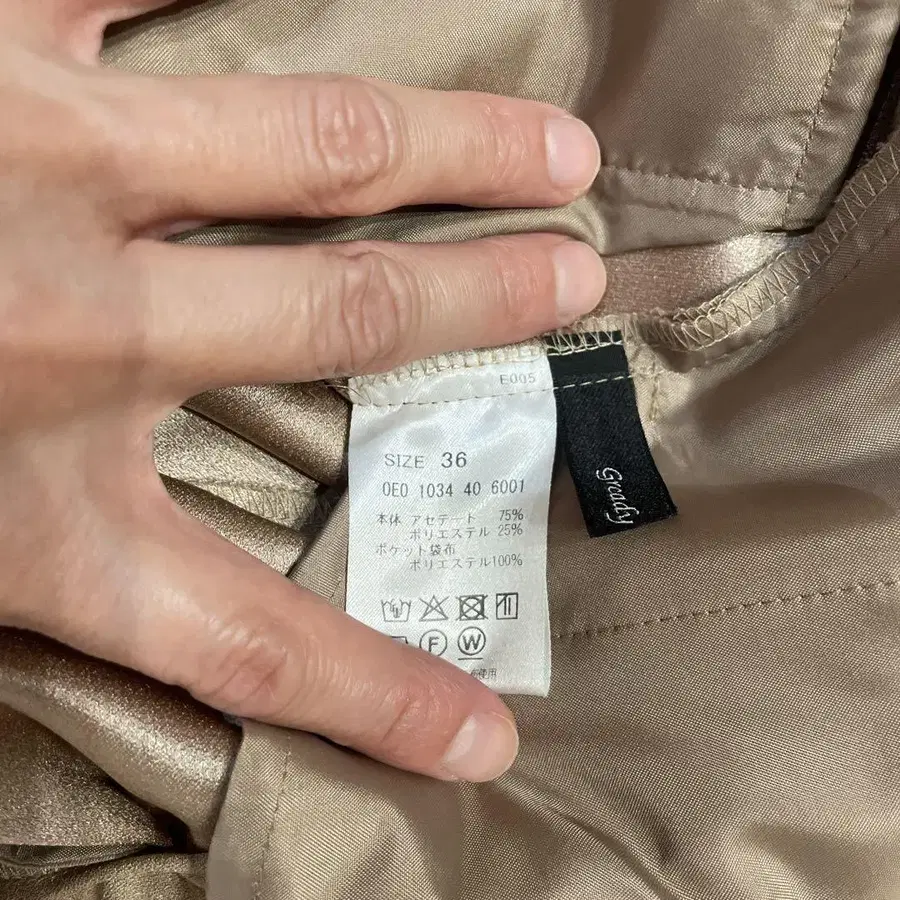 E005
SIZE 36
0E0 1034 40 6001
本体 アセテート 75%
ポリエステル 25%
ポケット袋布
ポリエステル100%
F W
使用
Gready